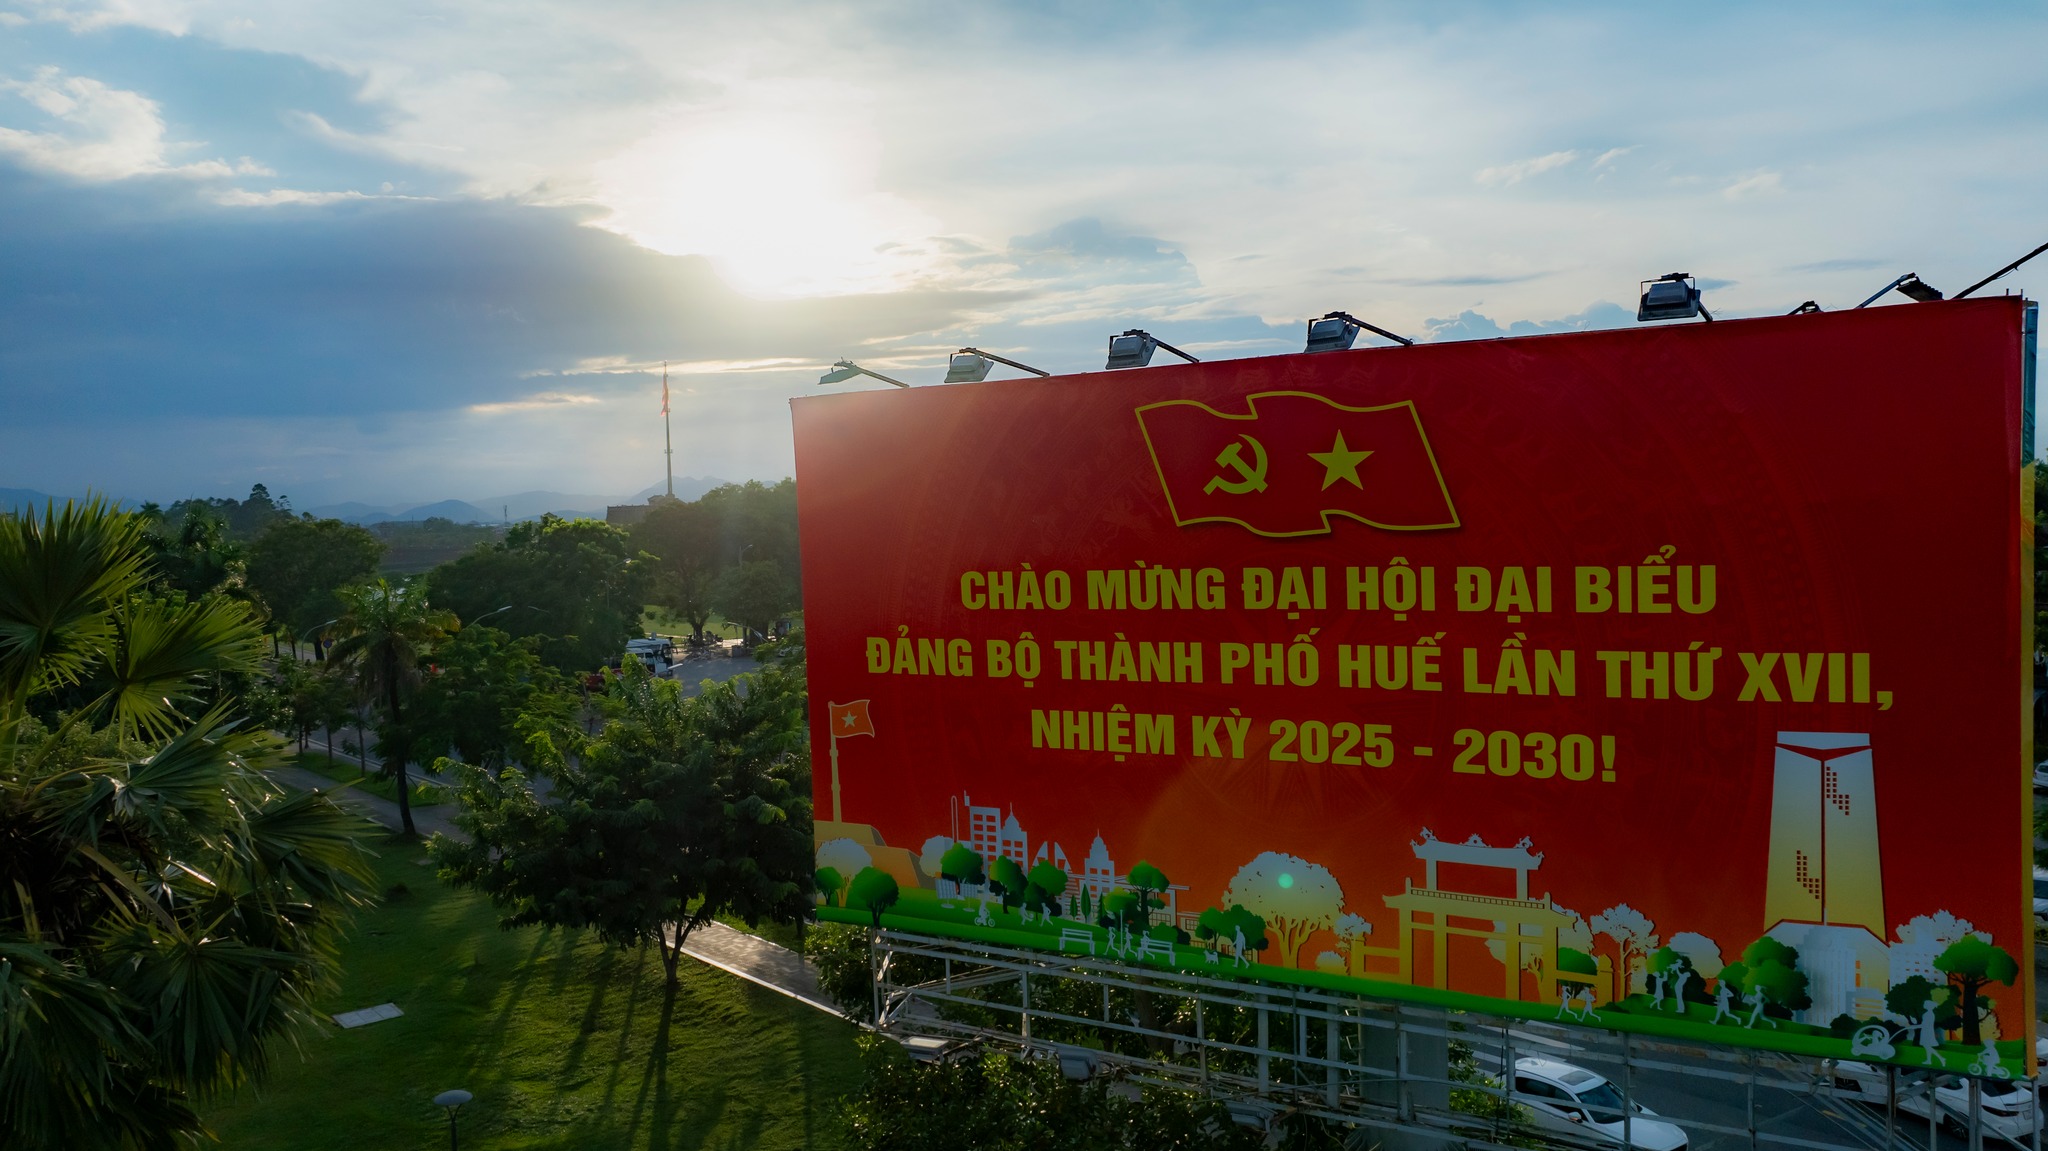 CHÀO MỪNG ĐẠI HỘI ĐẠI BIỂU
ĐẢNG BỘ THÀNH PHỐ HUẾ LẦN THỨ XVII,
NHIỆM KỲ 2025 - 2030!